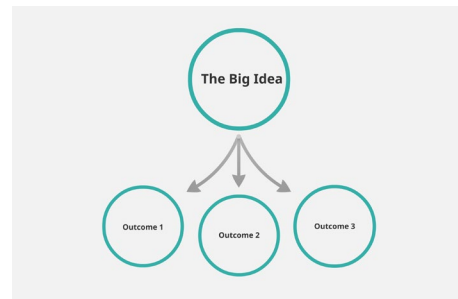 The Big Idea
Outcome 1
Outcome 2
Outcome 3